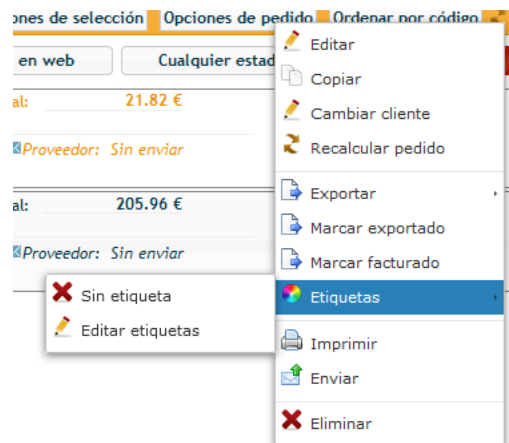 ones de selección Opciones de pedido Ordenar por código
en web Cualquier estad
al: 21.82 €
Proveedor: Sin enviar
al: 205.96 €
Proveedor: Sin enviar
Editar
Copiar
Cambiar cliente
Recalcular pedido
Exportar
Marcar exportado
Marcar facturado
Etiquetas
Sin etiqueta
Editar etiquetas
Imprimir
Enviar
Eliminar